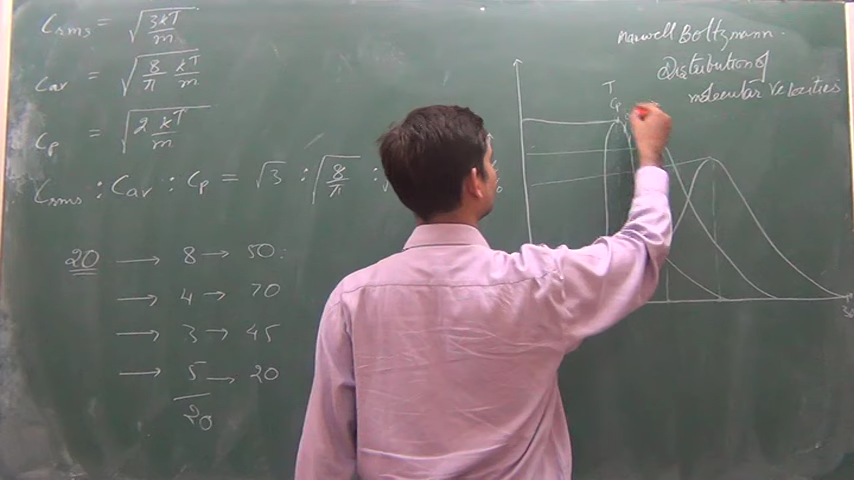 Crms = √3kT/m
Cav = √8/π kT/m
Cp = √2kT/m
Crms : Cav : Cp = √3 : √8/π : √
20 → 8 → 50:
→ 4 → 70
→ 3 → 45
→ 5 → 20
20
Maxwell Boltzmann.
Distribution of
molecular Velocities
T
Cp